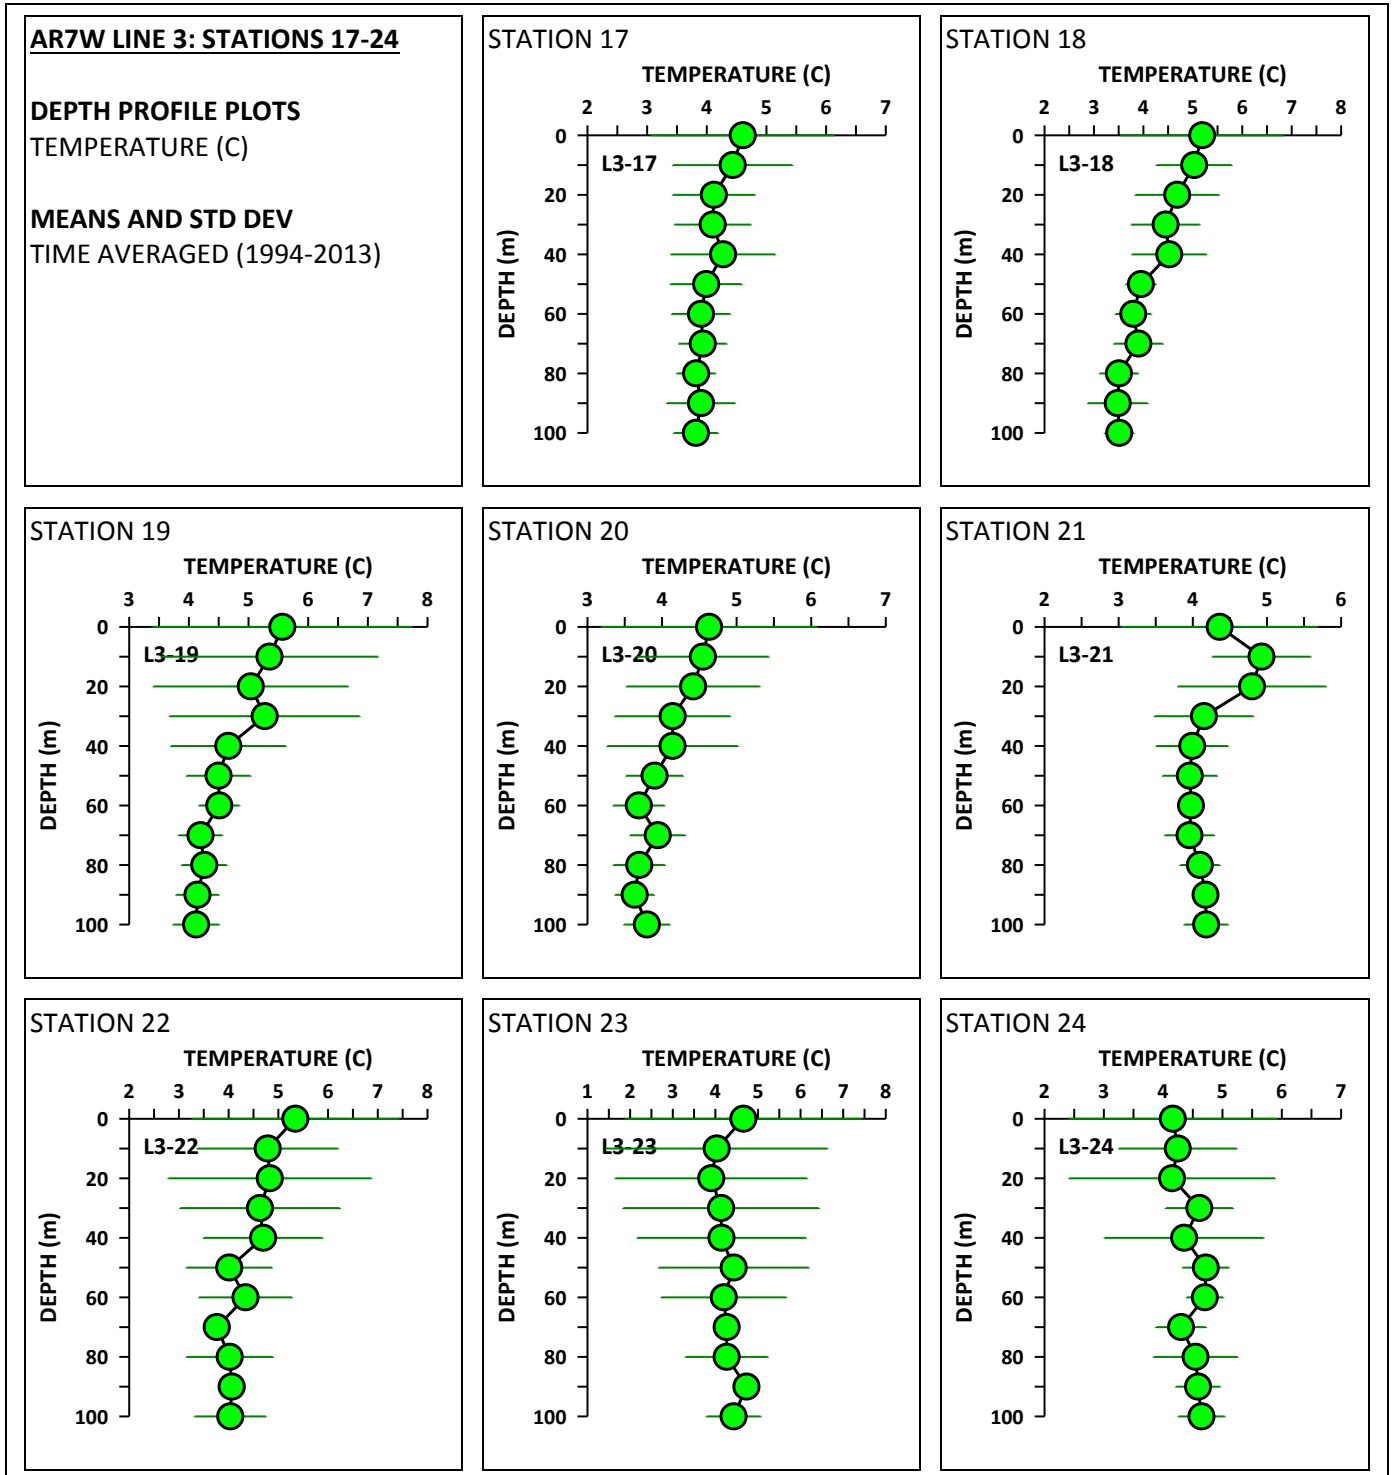 AR7W LINE 3: STATIONS 17-24
DEPTH PROFILE PLOTS
TEMPERATURE (C)
MEANS AND STD DEV
TIME AVERAGED (1994-2013)
STATION 17
TEMPERATURE (C)
2 3 4 5 6 7
L3-17
DEPTH (m)
0
20
40
60
80
100
STATION 18
TEMPERATURE (C)
2 3 4 5 6 7 8
L3-18
DEPTH (m)
0
20
40
60
80
100
STATION 19
TEMPERATURE (C)
3 4 5 6 7 8
L3-19
DEPTH (m)
0
20
40
60
80
100
STATION 20
TEMPERATURE (C)
3 4 5 6 7
L3-20
DEPTH (m)
0
20
40
60
80
100
STATION 21
TEMPERATURE (C)
2 3 4 5 6
L3-21
DEPTH (m)
0
20
40
60
80
100
STATION 22
TEMPERATURE (C)
2 3 4 5 6 7 8
L3-22
DEPTH (m)
0
20
40
60
80
100
STATION 23
TEMPERATURE (C)
1 2 3 4 5 6 7 8
L3-23
DEPTH (m)
0
20
40
60
80
100
STATION 24
TEMPERATURE (C)
2 3 4 5 6 7
L3-24
DEPTH (m)
0
20
40
60
80
100